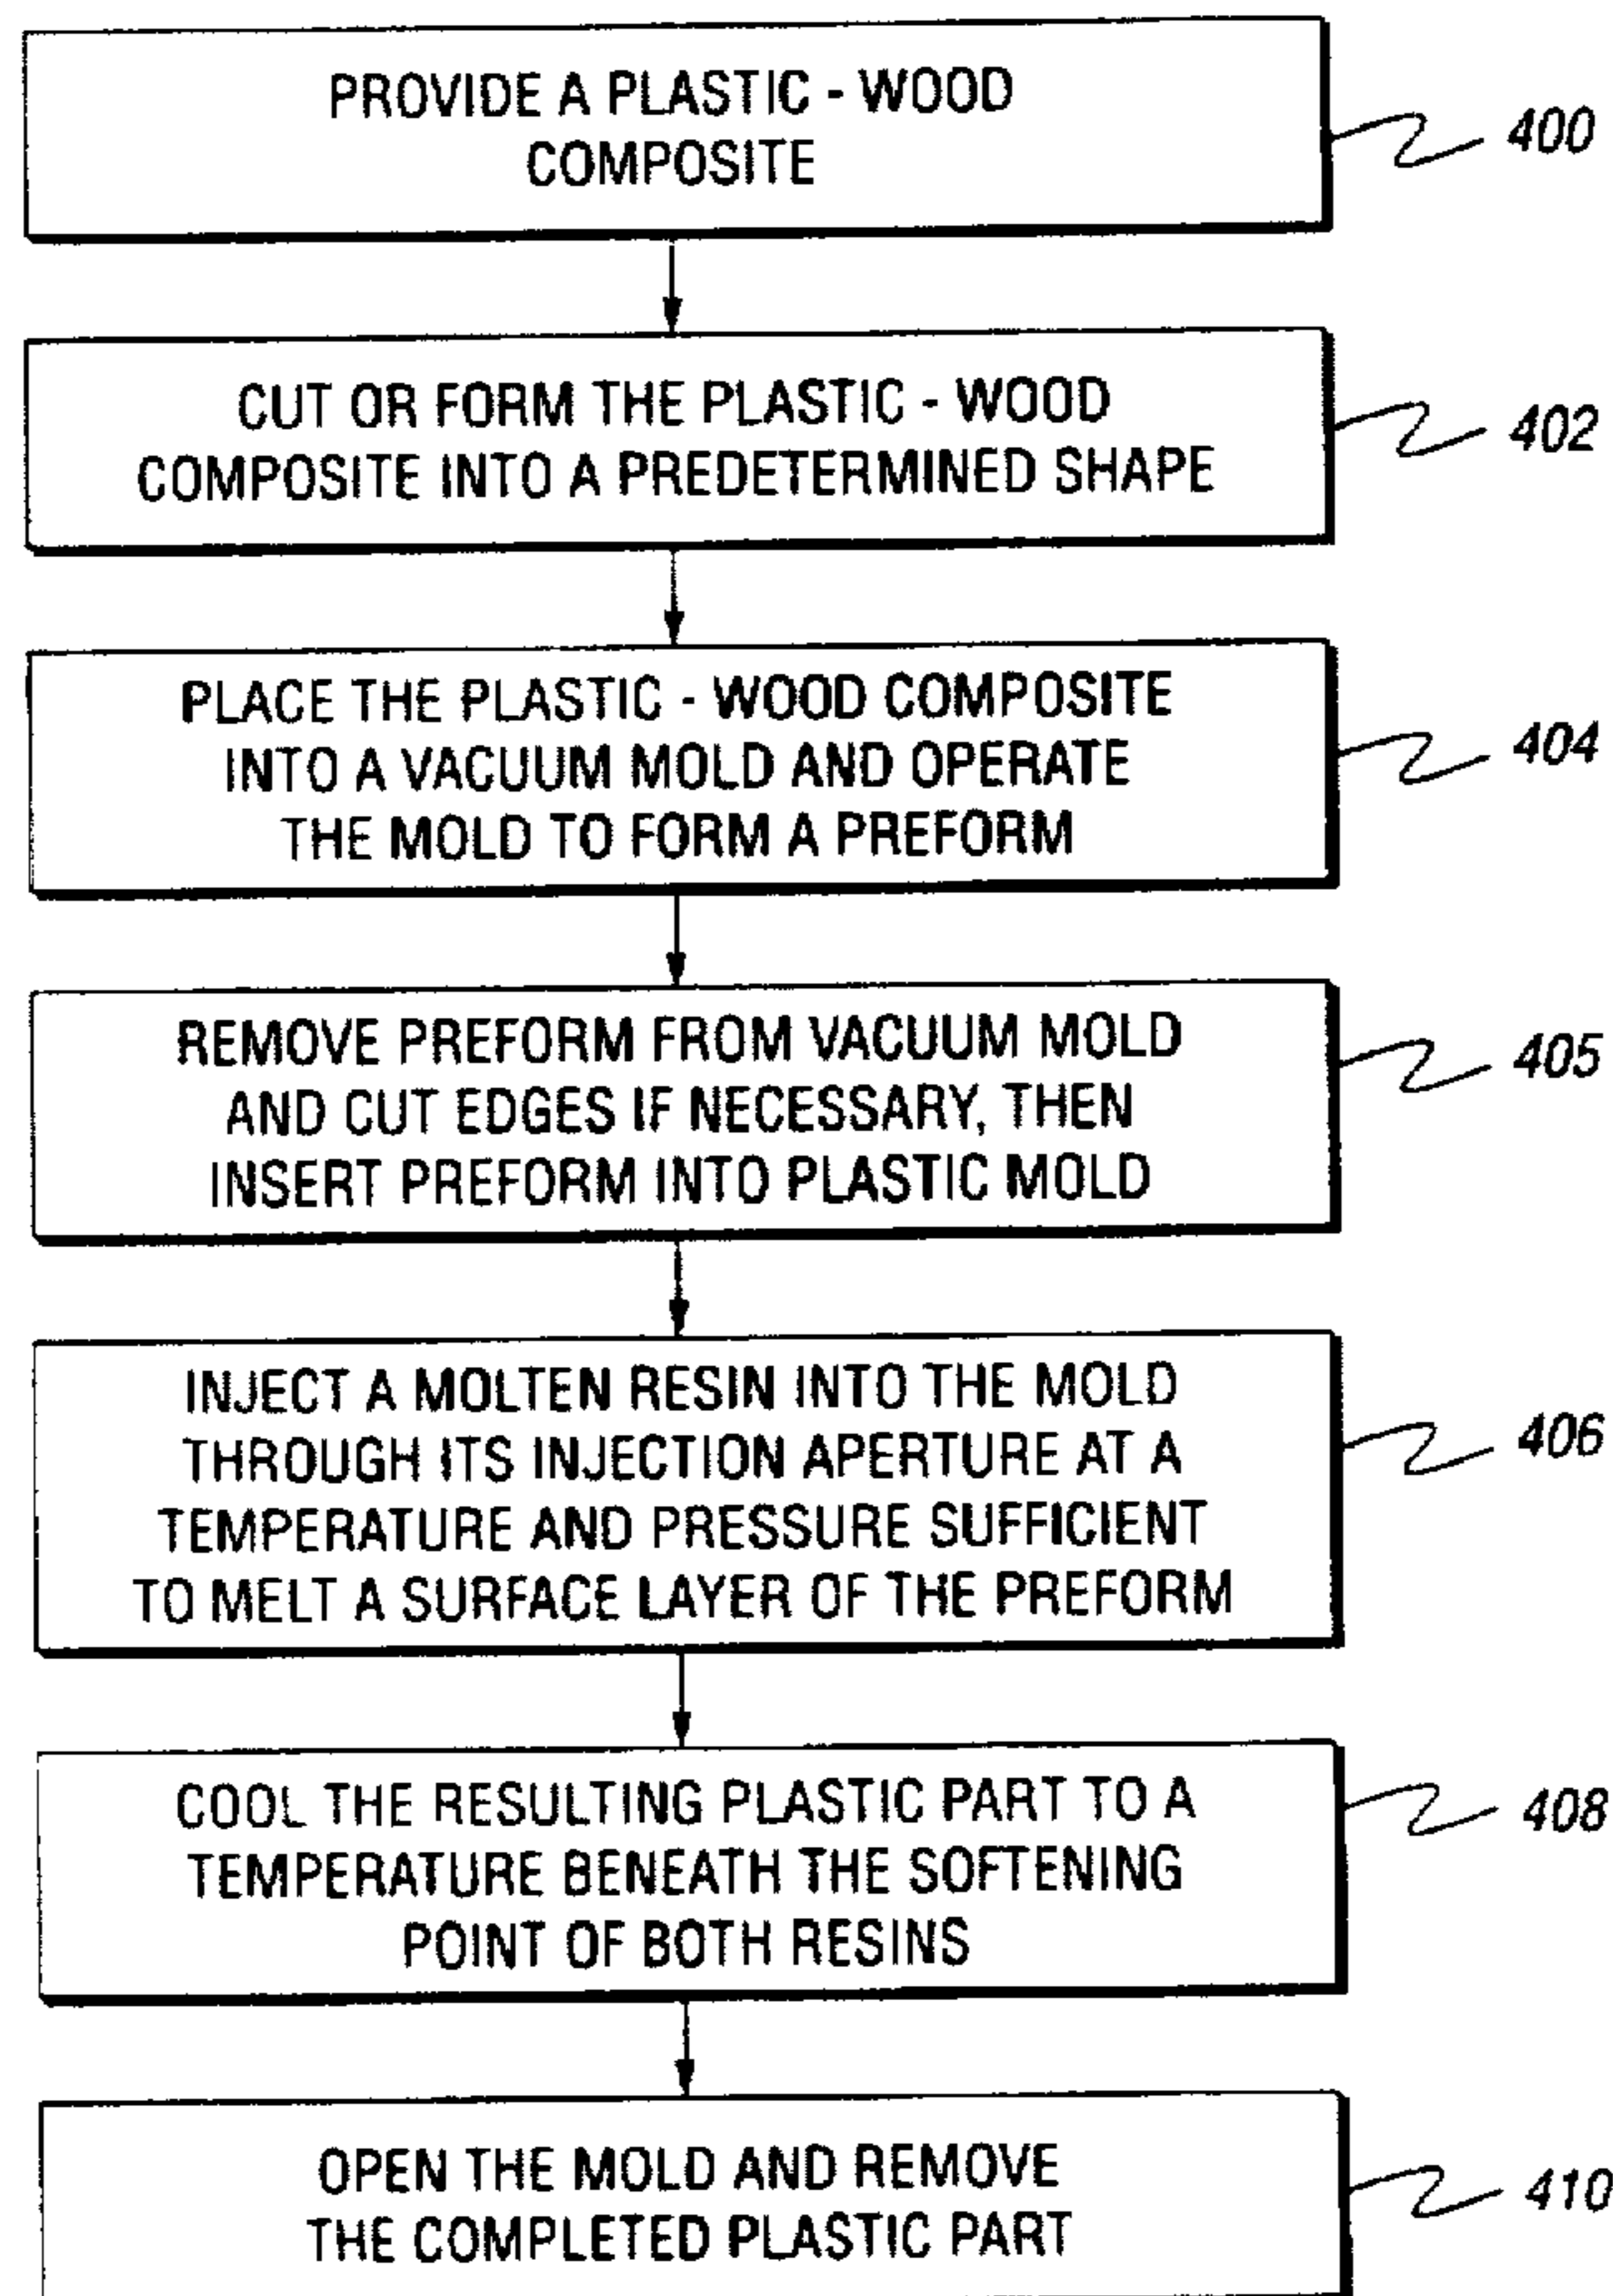 PROVIDE A PLASTIC - WOOD
COMPOSITE
400
CUT OR FORM THE PLASTIC - WOOD
COMPOSITE INTO A PREDETERMINED SHAPE
402
PLACE THE PLASTIC - WOOD COMPOSITE
INTO A VACUUM MOLD AND OPERATE
THE MOLD TO FORM A PREFORM
404
REMOVE PREFORM FROM VACUUM MOLD
AND CUT EDGES IF NECESSARY, THEN
INSERT PREFORM INTO PLASTIC MOLD
405
INJECT A MOLTEN RESIN INTO THE MOLD
THROUGH ITS INJECTION APERTURE AT A
TEMPERATURE AND PRESSURE SUFFICIENT
TO MELT A SURFACE LAYER OF THE PREFORM
406
COOL THE RESULTING PLASTIC PART TO A
TEMPERATURE BENEATH THE SOFTENING
POINT OF BOTH RESINS
408
OPEN THE MOLD AND REMOVE
THE COMPLETED PLASTIC PART
410